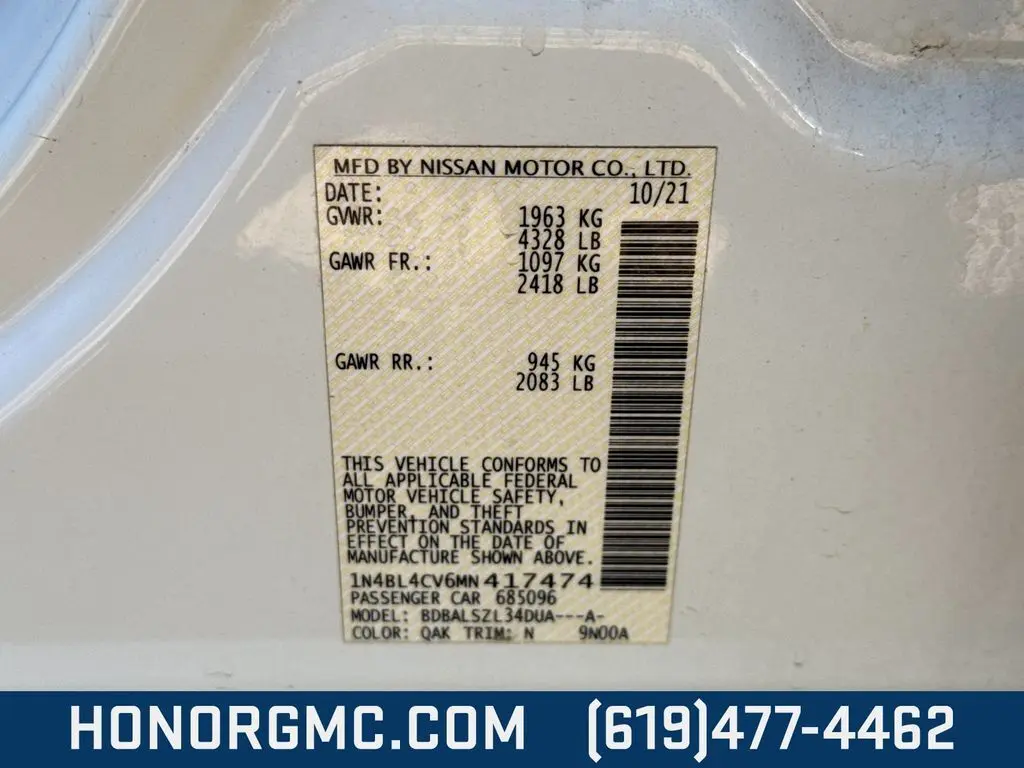 MFD BY NISSAN MOTOR CO., LTD.
DATE: 10/21
GVWR: 1963 KG
4328 LB
GAWR FR.: 1097 KG
2418 LB
GAWR RR.: 945 KG
2083 LB
THIS VEHICLE CONFORMS TO
ALL APPLICABLE FEDERAL
MOTOR VEHICLE SAFETY,
BUMPER, AND THEFT
PREVENTION STANDARDS IN
EFFECT ON THE DATE OF
MANUFACTURE SHOWN ABOVE.
1N4BL4CV6MN417474
PASSENGER CAR 685096
MODEL: BDBALSZL34DUA---A-
COLOR: QAK TRIM: N 9N00A
HONORGMC.COM (619)477-4462